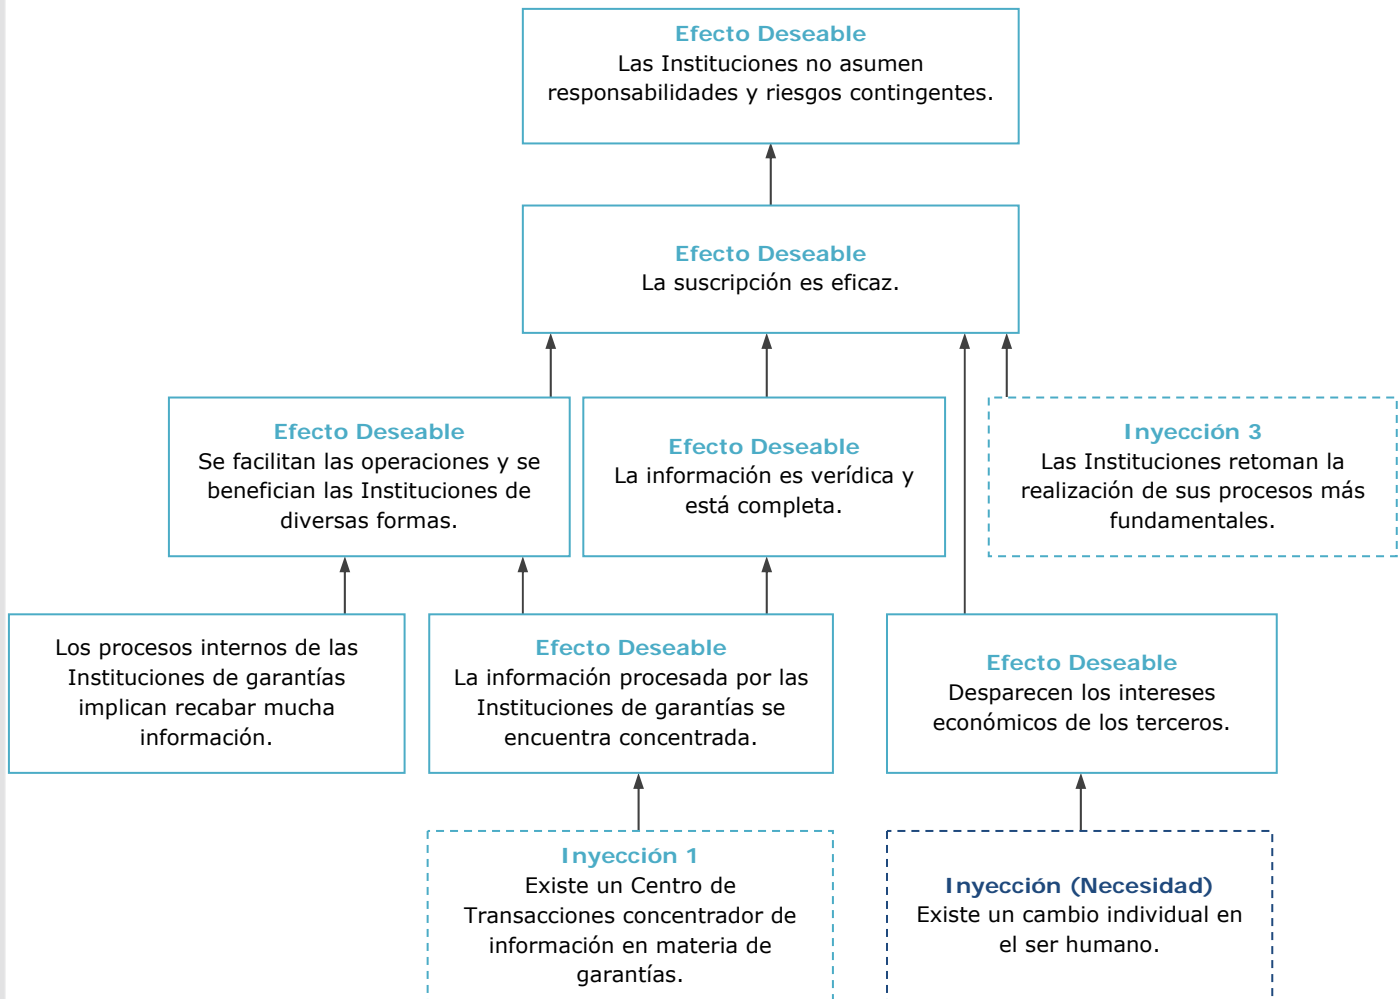 Efecto Deseable
Las Instituciones no asumen
responsabilidades y riesgos contingentes.
Efecto Deseable
La suscripción es eficaz.
Efecto Deseable
Se facilitan las operaciones y se
benefician las Instituciones de
diversas formas.
Efecto Deseable
La información es verídica y
está completa.
Inyección 3
Las Instituciones retoman la
realización de sus procesos más
fundamentales.
Los procesos internos de las
Instituciones de garantías
implican recabar mucha
información.
Efecto Deseable
La información procesada por las
Instituciones de garantías se
encuentra concentrada.
Efecto Deseable
Desparecen los intereses
económicos de los terceros.
Inyección 1
Existe un Centro de
Transacciones concentrador de
información en materia de
garantías.
Inyección (Necesidad)
Existe un cambio individual en
el ser humano.